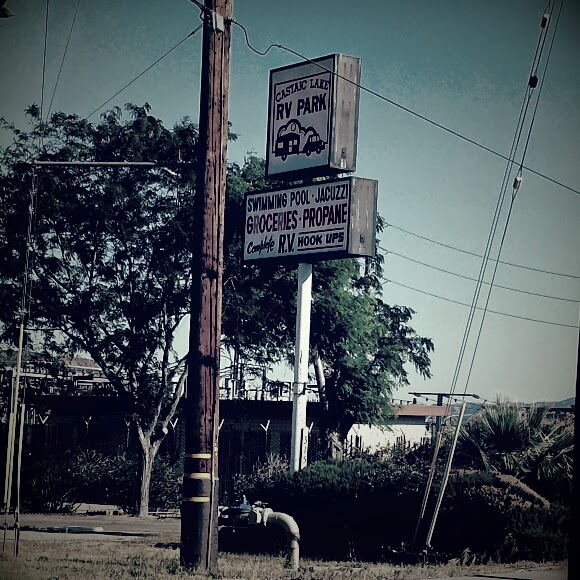 CASTAIC LAKE
RV PARK
SWIMMING POOL · JACUZZI
GROCERIES · PROPANE
Complete R.V. HOOK UPS